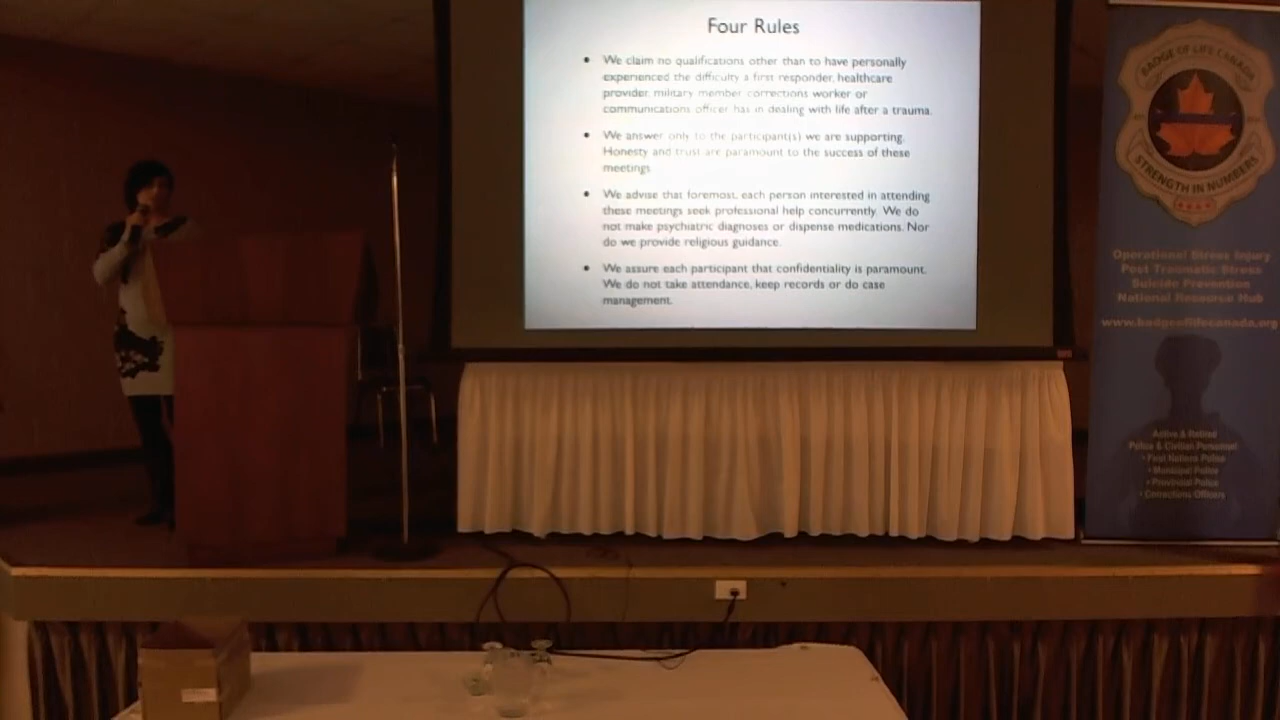 Four Rules
• We claim no qualifications other than to have personally
experienced the difficulty a first responder, healthcare
provider, military member, corrections worker or
communications officer has in dealing with life after a trauma.
• We answer only to the participant(s) we are supporting.
Honesty and trust are paramount to the success of these
meetings
• We advise that foremost, each person interested in attending
these meetings seek professional help concurrently. We do
not make psychiatric diagnoses or dispense medications. Nor
do we provide religious guidance.
• We assure each participant that confidentiality is paramount.
We do not take attendance, keep records or do case
management.
BADGE OF LIFE CANADA
STRENGTH IN NUMBERS
Operational Stress Injury
Post Traumatic Stress
Suicide Prevention
National Resource Hub
www.badgeoflifecanada.org
Active & Retired
Police & Civilian Personnel
• First Nations Police
• Municipal Police
• Provincial Police
• Corrections Officers